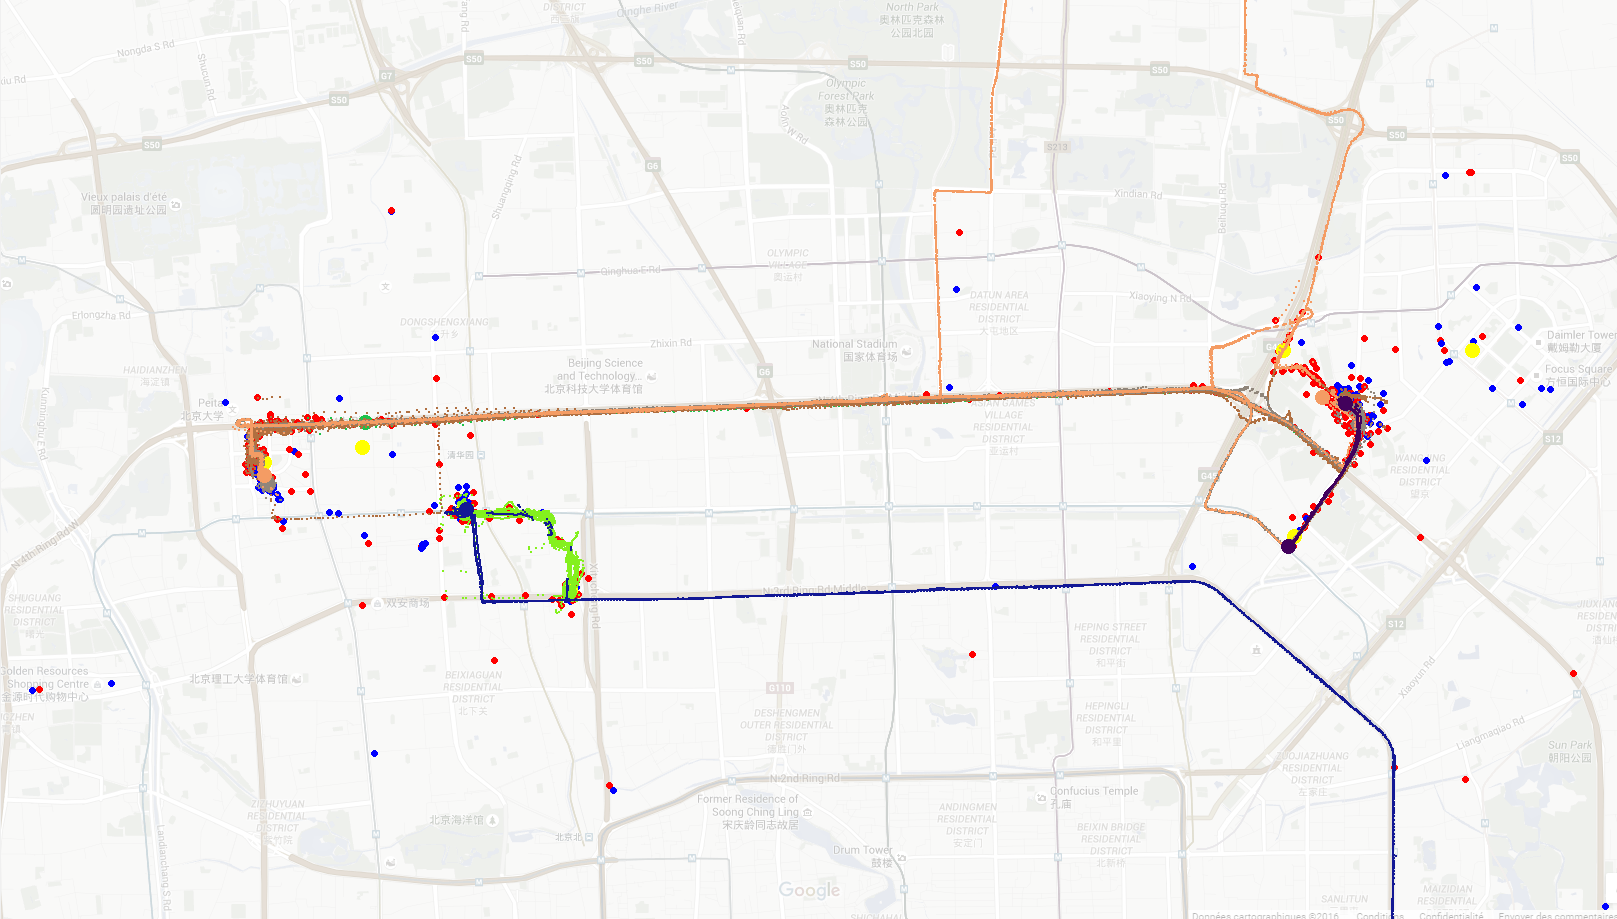 DISTRICT
Qinghe River
North Park
奥林匹克森林
公园北园
Nongda S Rd
Shucun Rd
G7
S50
S50
S50
S50
S50
Olympic
Forest Park
奥林匹克
森林公园
Aolin W Rd
S50
S50
S50
S50
G6
S213
Shuangqing Rd
Vieux palais d'été
圆明园遗址公园
Xindian Rd
Beihuqu Rd
OLYMPIC
VILLAGE
奥运村
Qinghua E Rd
DATUN AREA
RESIDENTIAL
DISTRICT
大屯地区
Xiaoying N Rd
Erlongzha Rd
DONGSHENGXIANG
Zhixin Rd
National Stadium
国家体育场
Daimler Tower
戴姆勒大厦
Focus Square
方恒国际中心
HAIDIANZHEN
海淀镇
Beijing Science
and Technology...
北京科技大学体育馆
G6
北京大学
Kunminghu E Rd
VILLAGE
RESIDENTIAL
DISTRICT
亚运村
S12
清华园
RESIDENTIAL
DISTRICT
望京
N 4th Ring Rd W
SHUGUANG
RESIDENTIAL
DISTRICT
曙光
双安商场
N 3rd Ring Rd Middle
HEPING STREET
RESIDENTIAL
DISTRICT
和平街
S12
RESIDENTIAL
Golden Resources
Shopping Centre
金源时代购物中心
北京理工大学体育馆
BEIXIAGUAN
RESIDENTIAL
DISTRICT
北下关
G110
DESHENGMEN
OUTER RESIDENTIAL
DISTRICT
德胜门外
HEPINGLI
RESIDENTIAL
DISTRICT
和平里
Xiaoyun Rd
Liangmaqiao Rd
Sun Park
朝阳公园
ZUOJIAZHUANG
RESIDENTIAL
DISTRICT
左家庄
N 2nd Ring Rd
Former Residence of
Soong Ching Ling
宋庆龄同志故居
Confucius Temple
孔庙
ZIZHUYUAN
RESIDENTIAL
DISTRICT
紫竹院
北京海洋馆
北京北
ANDINGMEN
RESIDENTIAL
DISTRICT
安定门
BEIXIN BRIDGE
RESIDENTIAL
DISTRICT
北新桥
Landianchang S Rd
Drum Tower
鼓楼
Google
SHICHAHAI
SANLITUN
MAIZIDIAN
RESIDENTIAL
Données cartographiques ©2016
Conditions
Confidentialité
Envoyer des commentaires